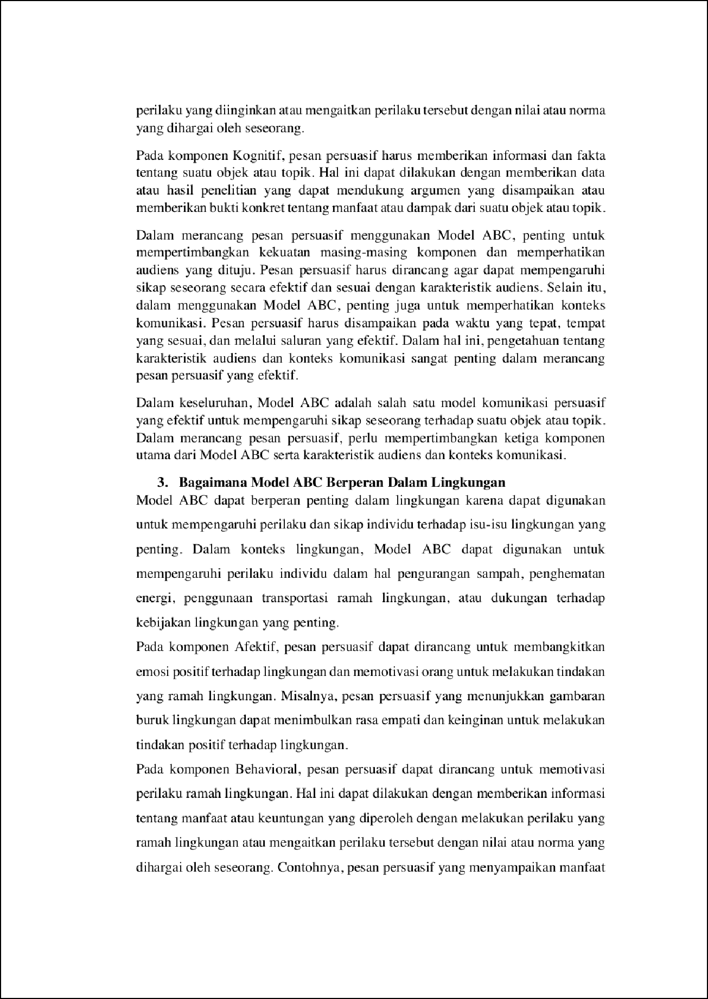 perilaku yang diinginkan atau mengaitkan perilaku tersebut dengan nilai atau norma
yang dihargai oleh seseorang.
Pada komponen Kognitif, pesan persuasif harus memberikan informasi dan fakta
tentang suatu objek atau topik. Hal ini dapat dilakukan dengan memberikan data
atau hasil penelitian yang dapat mendukung argumen yang disampaikan atau
memberikan bukti konkret tentang manfaat atau dampak dari suatu objek atau topik.
Dalam merancang pesan persuasif menggunakan Model ABC, penting untuk
mempertimbangkan kekuatan masing-masing komponen dan memperhatikan
audiens yang dituju. Pesan persuasif harus dirancang agar dapat mempengaruhi
sikap seseorang secara efektif dan sesuai dengan karakteristik audiens. Selain itu,
dalam menggunakan Model ABC, penting juga untuk memperhatikan konteks
komunikasi. Pesan persuasif harus disampaikan pada waktu yang tepat, tempat
yang sesuai, dan melalui saluran yang efektif. Dalam hal ini, pengetahuan tentang
karakteristik audiens dan konteks komunikasi sangat penting dalam merancang
pesan persuasif yang efektif.
Dalam keseluruhan, Model ABC adalah salah satu model komunikasi persuasif
yang efektif untuk mempengaruhi sikap seseorang terhadap suatu objek atau topik.
Dalam merancang pesan persuasif, perlu mempertimbangkan ketiga komponen
utama dari Model ABC serta karakteristik audiens dan konteks komunikasi.
3. Bagaimana Model ABC Berperan Dalam Lingkungan
Model ABC dapat berperan penting dalam lingkungan karena dapat digunakan
untuk mempengaruhi perilaku dan sikap individu terhadap isu-isu lingkungan yang
penting. Dalam konteks lingkungan, Model ABC dapat digunakan untuk
mempengaruhi perilaku individu dalam hal pengurangan sampah, penghematan
energi, penggunaan transportasi ramah lingkungan, atau dukungan terhadap
kebijakan lingkungan yang penting.
Pada komponen Afektif, pesan persuasif dapat dirancang untuk membangkitkan
emosi positif terhadap lingkungan dan memotivasi orang untuk melakukan tindakan
yang ramah lingkungan. Misalnya, pesan persuasif yang menunjukkan gambaran
buruk lingkungan dapat menimbulkan rasa empati dan keinginan untuk melakukan
tindakan positif terhadap lingkungan.
Pada komponen Behavioral, pesan persuasif dapat dirancang untuk memotivasi
perilaku ramah lingkungan. Hal ini dapat dilakukan dengan memberikan informasi
tentang manfaat atau keuntungan yang diperoleh dengan melakukan perilaku yang
ramah lingkungan atau mengaitkan perilaku tersebut dengan nilai atau norma yang
dihargai oleh seseorang. Contohnya, pesan persuasif yang menyampaikan manfaat